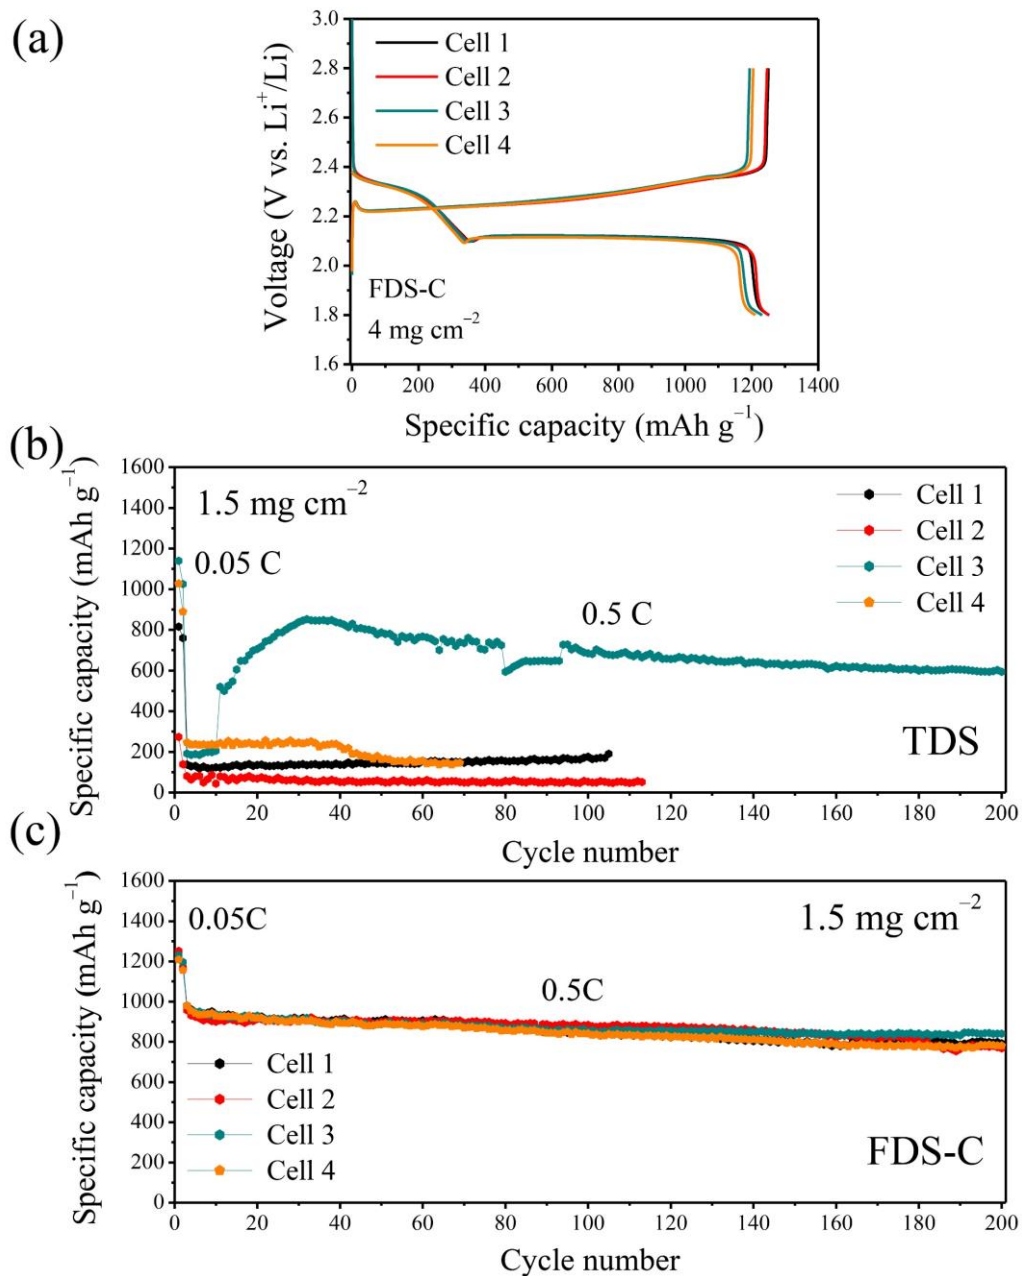 (a)
3.0
2.8
2.6
2.4
2.2
2.0
1.8
1.6
Voltage (V vs. Li⁺/Li)
Cell 1
Cell 2
Cell 3
Cell 4
FDS-C
4 mg cm⁻²
0 200 400 600 800 1000 1200 1400
Specific capacity (mAh g⁻¹)
(b)
1600
1400
1200
1000
800
600
400
200
0
Specific capacity (mAh g⁻¹)
1.5 mg cm⁻²
0.05 C
0.5 C
Cell 1
Cell 2
Cell 3
Cell 4
TDS
0 20 40 60 80 100 120 140 160 180 200
Cycle number
(c)
1600
1400
1200
1000
800
600
400
200
0
Specific capacity (mAh g⁻¹)
0.05C
1.5 mg cm⁻²
0.5C
Cell 1
Cell 2
Cell 3
Cell 4
FDS-C
0 20 40 60 80 100 120 140 160 180 200
Cycle number